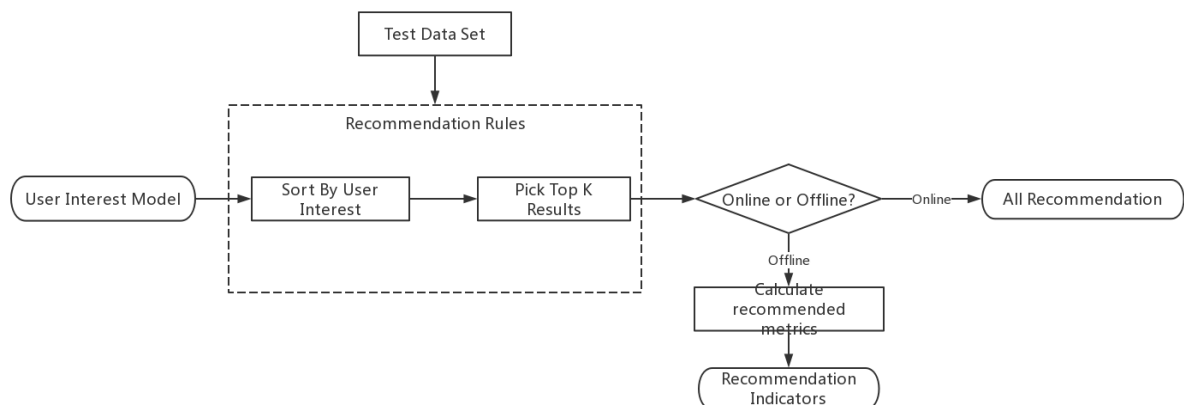 Test Data Set
Recommendation Rules
User Interest Model
Sort By User
Interest
Pick Top K
Results
Online or Offline?
Online
All Recommendation
Offline
Calculate
recommended
metrics
Recommendation
Indicators